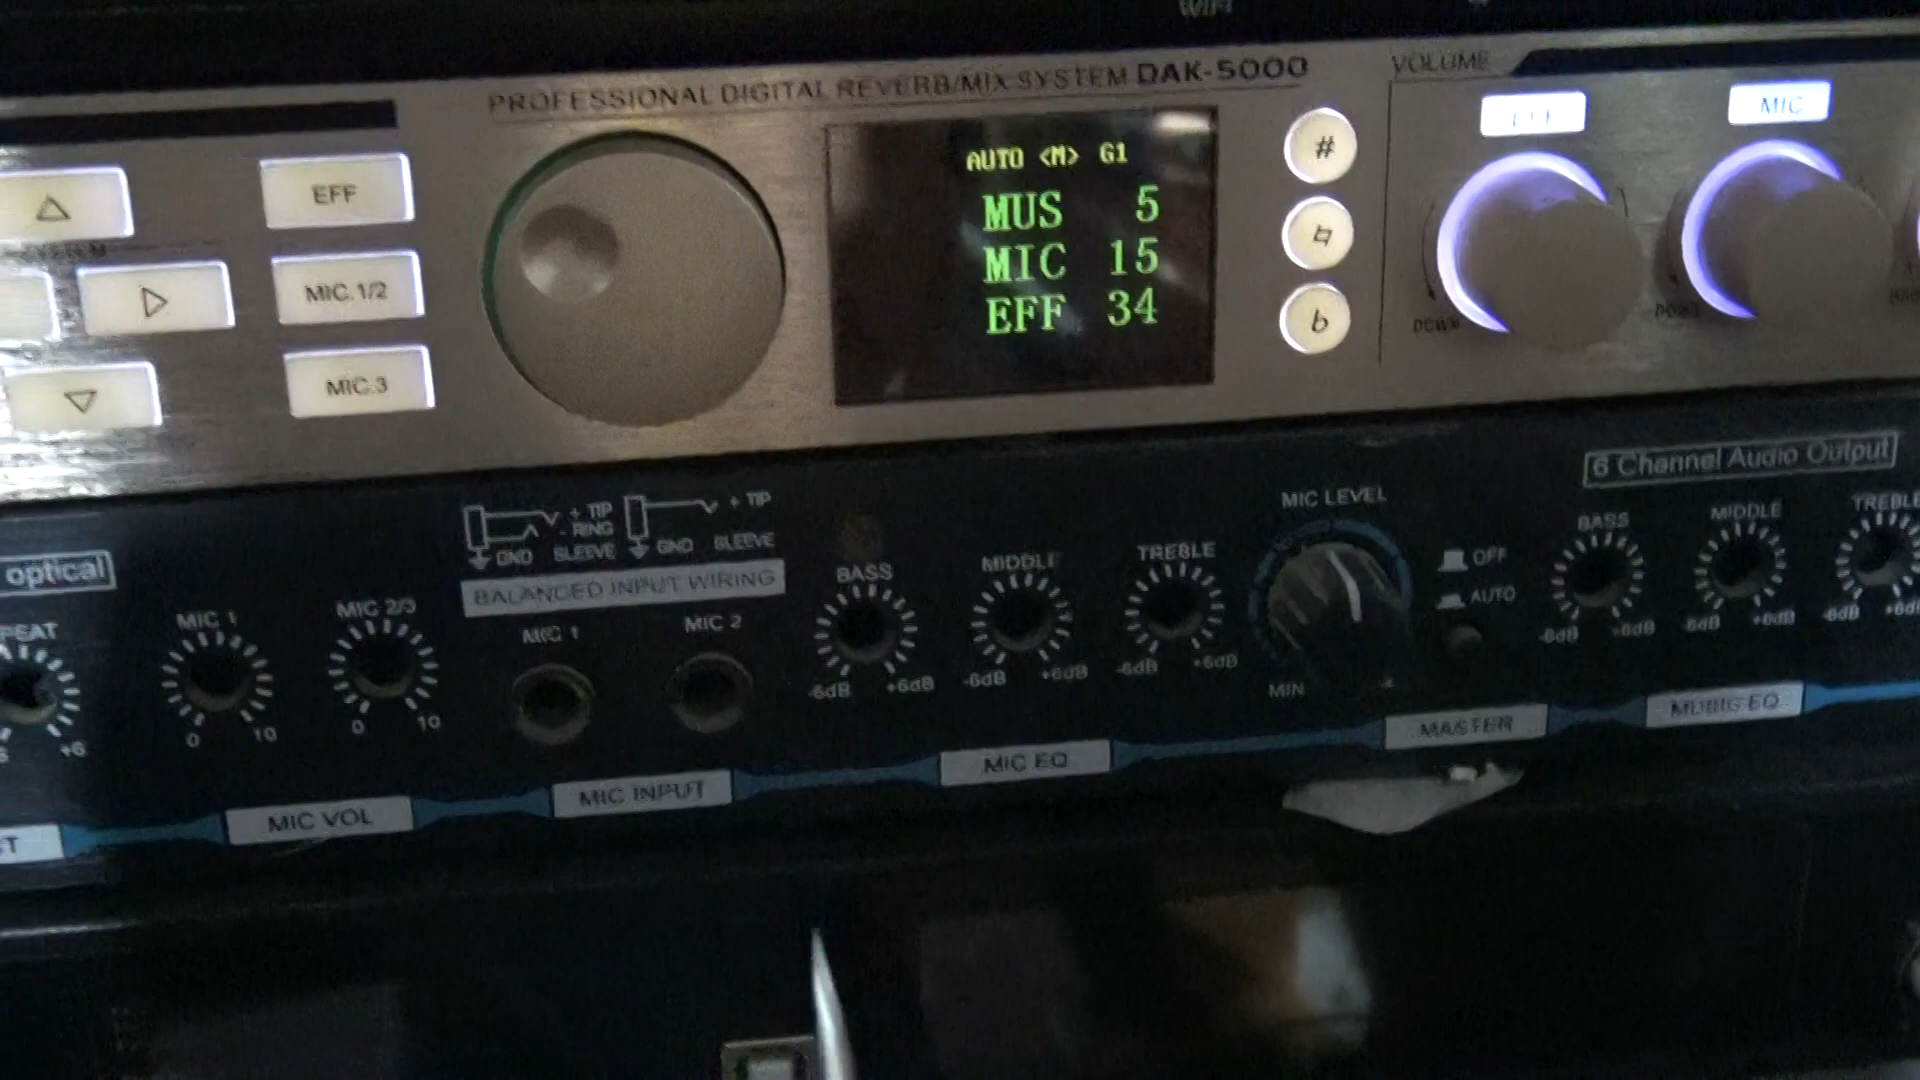 WIFI
PROFESSIONAL DIGITAL REVERB/MIX SYSTEM DAK-5000
VOLUME
EFF
MIC
AUTO <M> G1
MUS 5
MIC 15
EFF 34
#
♮
b
EFF
MIC.1/2
MIC.3
DOWN
DOWN
6 Channel Audio Output
optical
+ TIP
- RING
GND SLEEVE
+ TIP
GND SLEEVE
BALANCED INPUT WIRING
MIC 1
0 10
MIC 2/3
0 10
MIC 1
MIC 2
BASS
-6dB +6dB
MIDDLE
-6dB +6dB
TREBLE
-6dB +6dB
MIC LEVEL
MIN
OFF
AUTO
BASS
-6dB +6dB
MIDDLE
-6dB +6dB
TREBLE
-6dB
+6
MIC VOL
MIC INPUT
MIC EQ
MASTER
MUSIC EQ